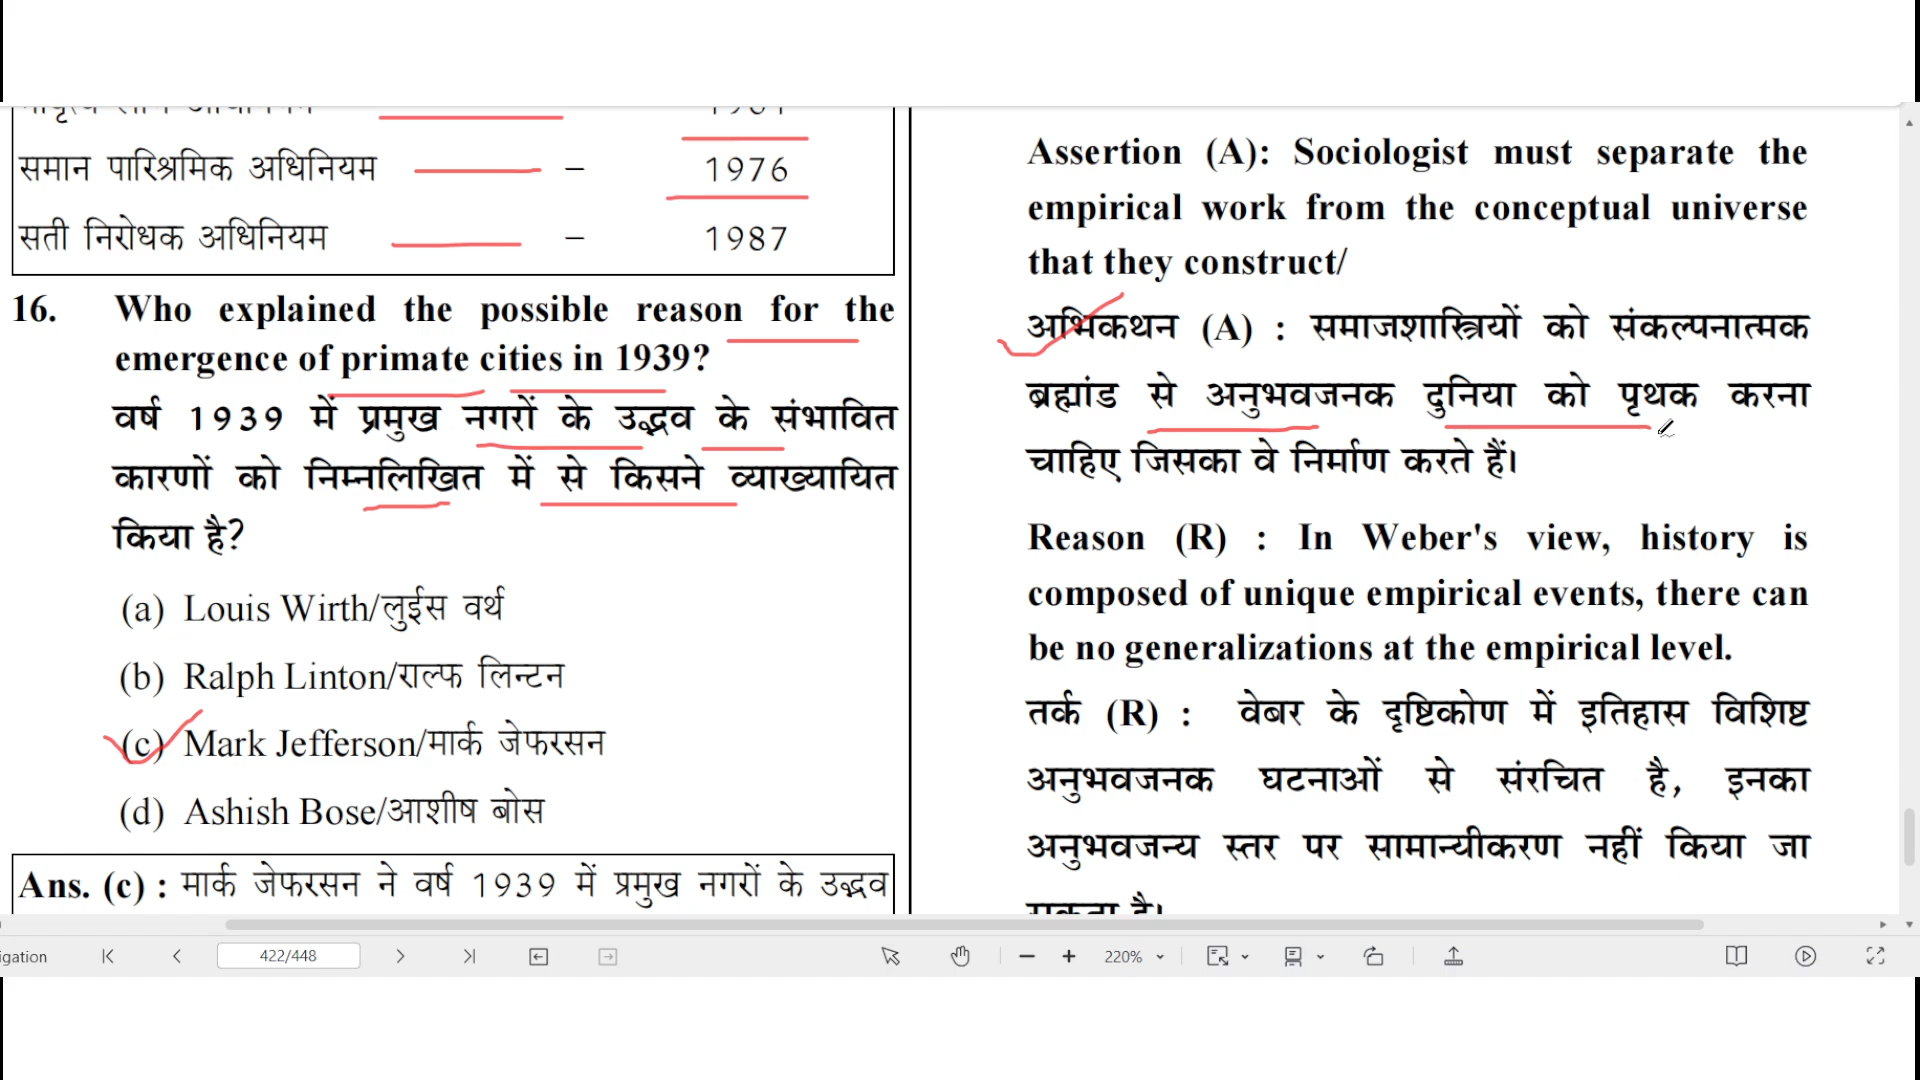 समान पारिश्रमिक अधिनियम – 1976
सती निरोधक अधिनियम – 1987
16. Who explained the possible reason for the
emergence of primate cities in 1939?
वर्ष 1939 में प्रमुख नगरों के उद्भव के संभावित
कारणों को निम्नलिखित में से किसने व्याख्यायित
किया है?
(a) Louis Wirth/लुईस वर्थ
(b) Ralph Linton/राल्फ लिन्टन
(c) Mark Jefferson/मार्क जेफरसन
(d) Ashish Bose/आशीष बोस
Ans. (c) : मार्क जेफरसन ने वर्ष 1939 में प्रमुख नगरों के उद्भव
Assertion (A): Sociologist must separate the
empirical work from the conceptual universe
that they construct/
अभिकथन (A) : समाजशास्त्रियों को संकल्पनात्मक
ब्रह्मांड से अनुभवजनक दुनिया को पृथक करना
चाहिए जिसका वे निर्माण करते हैं।
Reason (R) : In Weber's view, history is
composed of unique empirical events, there can
be no generalizations at the empirical level.
तर्क (R) : वेबर के दृष्टिकोण में इतिहास विशिष्ट
अनुभवजनक घटनाओं से संरचित है, इनका
अनुभवजन्य स्तर पर सामान्यीकरण नहीं किया जा
सकता है।
igation 422/448 220%